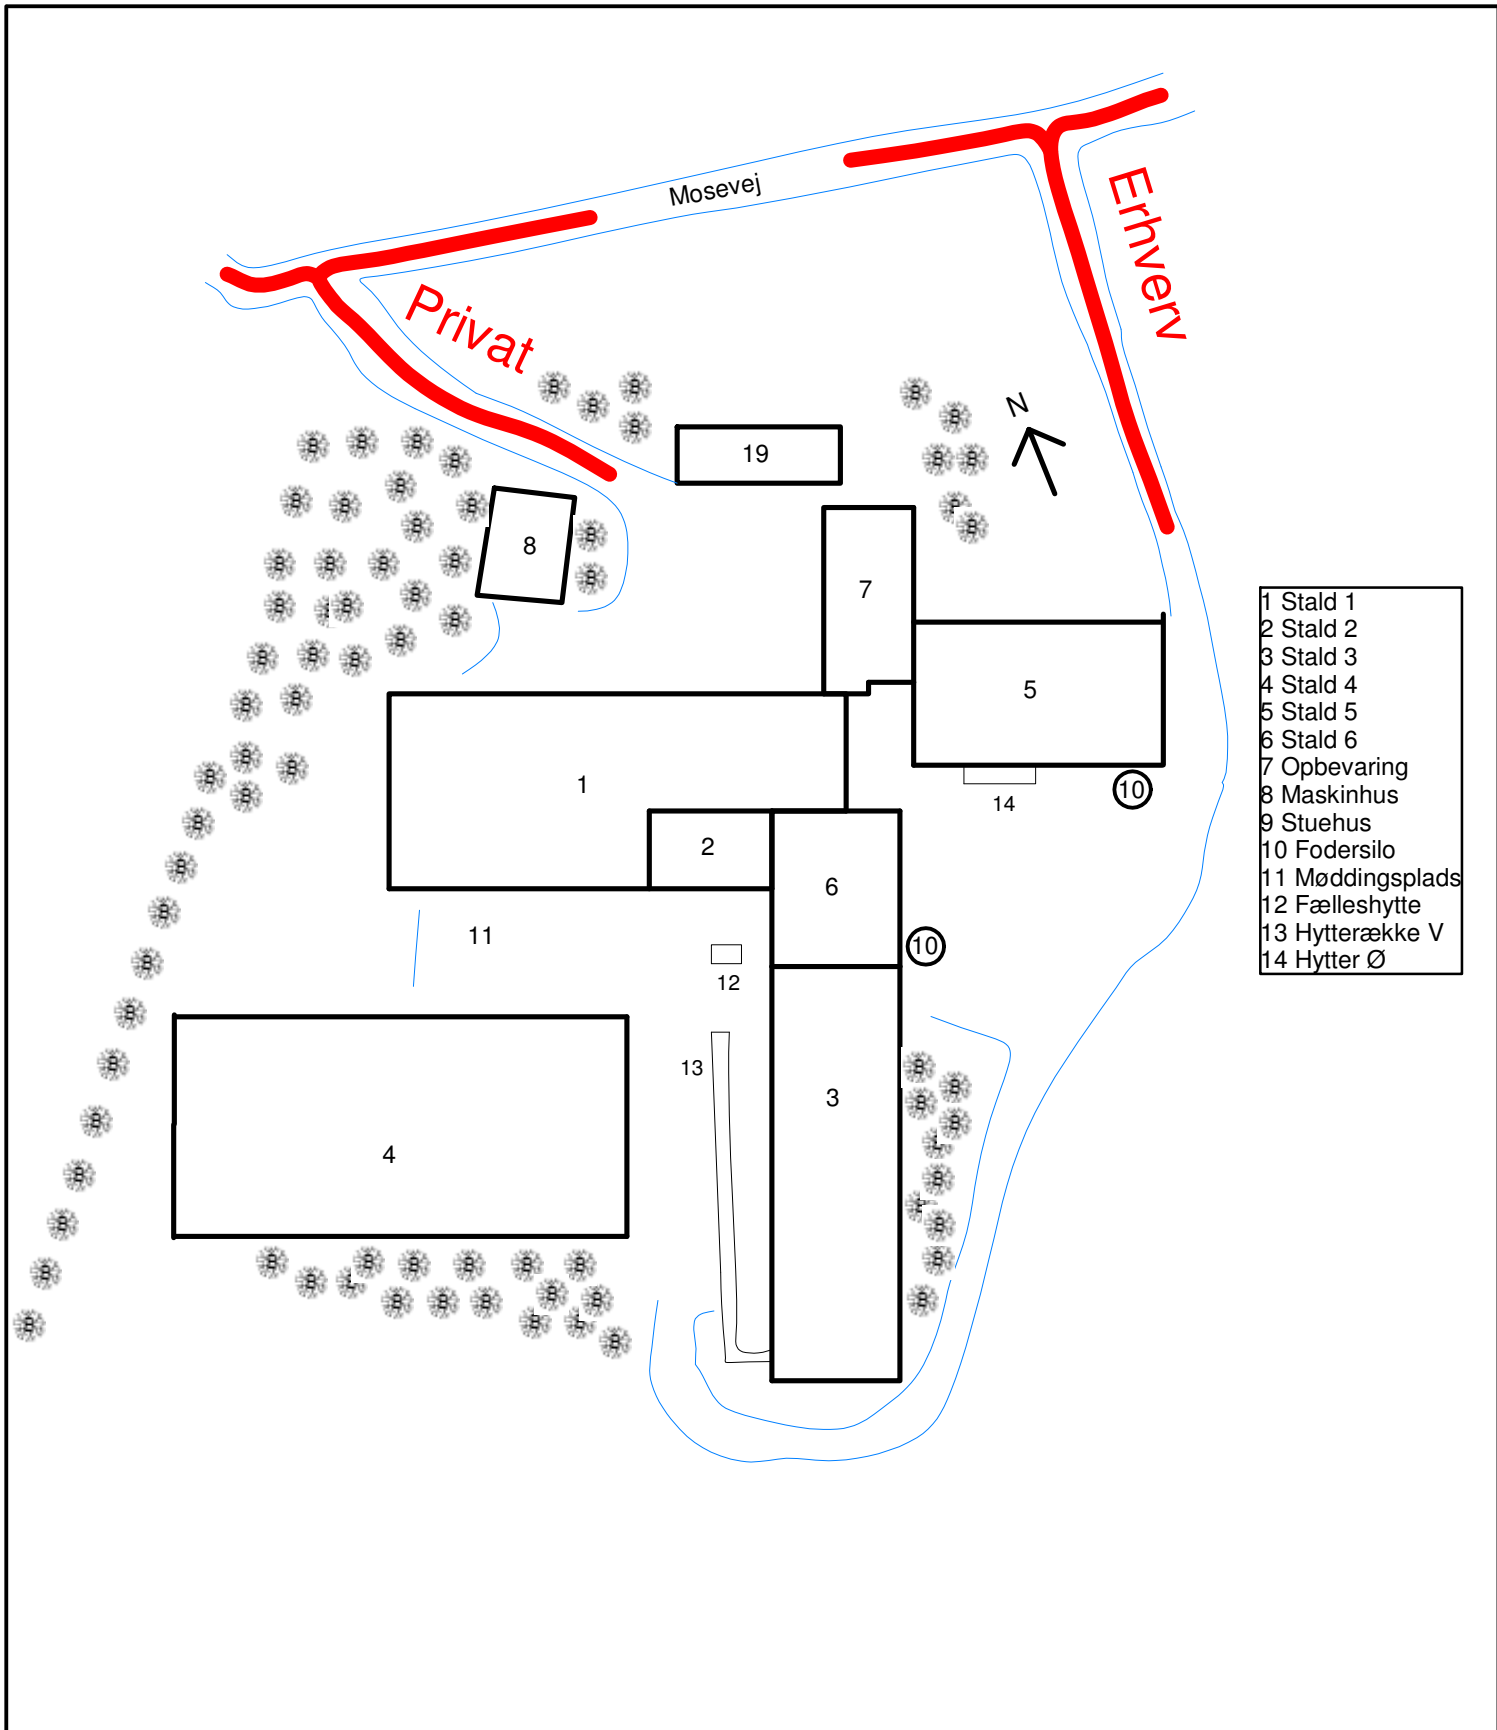 Mosevej
Erhverv
Privat
N
19
8
7
5
1
14
10
2
6
11
10
12
13
3
4
1 Stald 1
2 Stald 2
3 Stald 3
4 Stald 4
5 Stald 5
6 Stald 6
7 Opbevaring
8 Maskinhus
9 Stuehus
10 Fodersilo
11 Møddingsplads
12 Fælleshytte
13 Hytterække V
14 Hytter Ø